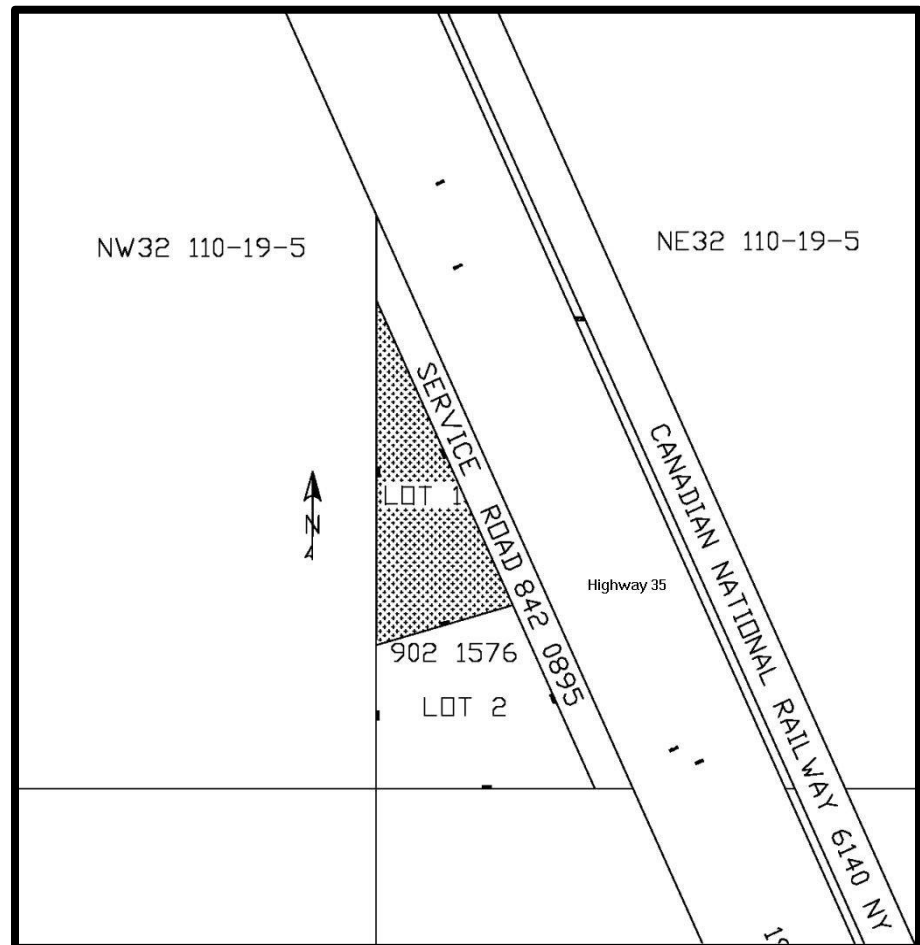 NW32 110-19-5
NE32 110-19-5
SERVICE ROAD 842 0895
CANADIAN NATIONAL RAILWAY 6140 NY
LOT 1
N
Highway 35
902 1576
LOT 2